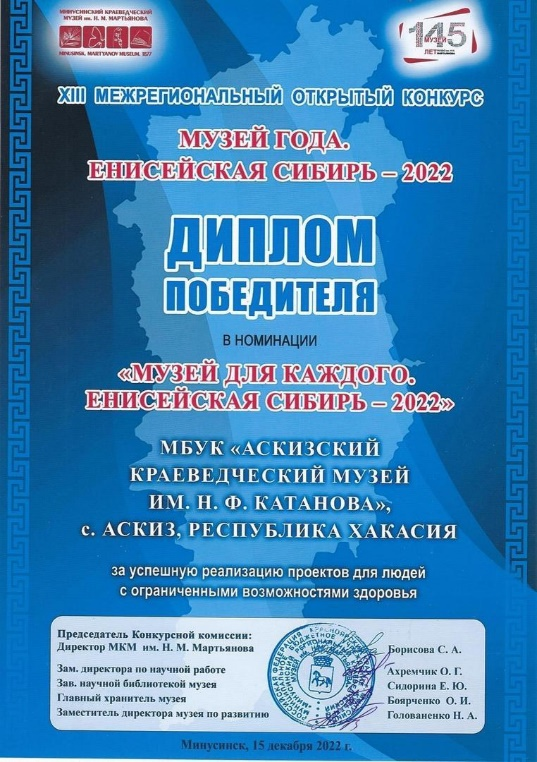 МИНУСИНСКИЙ КРАЕВЕДЧЕСКИЙ
МУЗЕЙ им. Н. М. МАРТЬЯНОВА
MINUSINSK. MARTYANOV MUSEUM. 1877
145
МУЗЕЙ
ЛЕТ
XIII МЕЖРЕГИОНАЛЬНЫЙ ОТКРЫТЫЙ КОНКУРС
МУЗЕЙ ГОДА.
ЕНИСЕЙСКАЯ СИБИРЬ – 2022
ДИПЛОМ
ПОБЕДИТЕЛЯ
В НОМИНАЦИИ
«МУЗЕЙ ДЛЯ КАЖДОГО.
ЕНИСЕЙСКАЯ СИБИРЬ – 2022»
МБУК «АСКИЗСКИЙ
КРАЕВЕДЧЕСКИЙ МУЗЕЙ
ИМ. Н. Ф. КАТАНОВА»,
с. АСКИЗ, РЕСПУБЛИКА ХАКАСИЯ
за успешную реализацию проектов для людей
с ограниченными возможностями здоровья
Председатель Конкурсной комиссии:
Директор МКМ им. Н. М. Мартьянова Борисова С. А.
Зам. директора по научной работе Ахремчик О. Г.
Зав. научной библиотекой музея Сидорина Е. Ю.
Главный хранитель музея Боярченко О. И.
Заместитель директора музея по развитию Голованенко Н. А.
Минусинск, 15 декабря 2022 г.